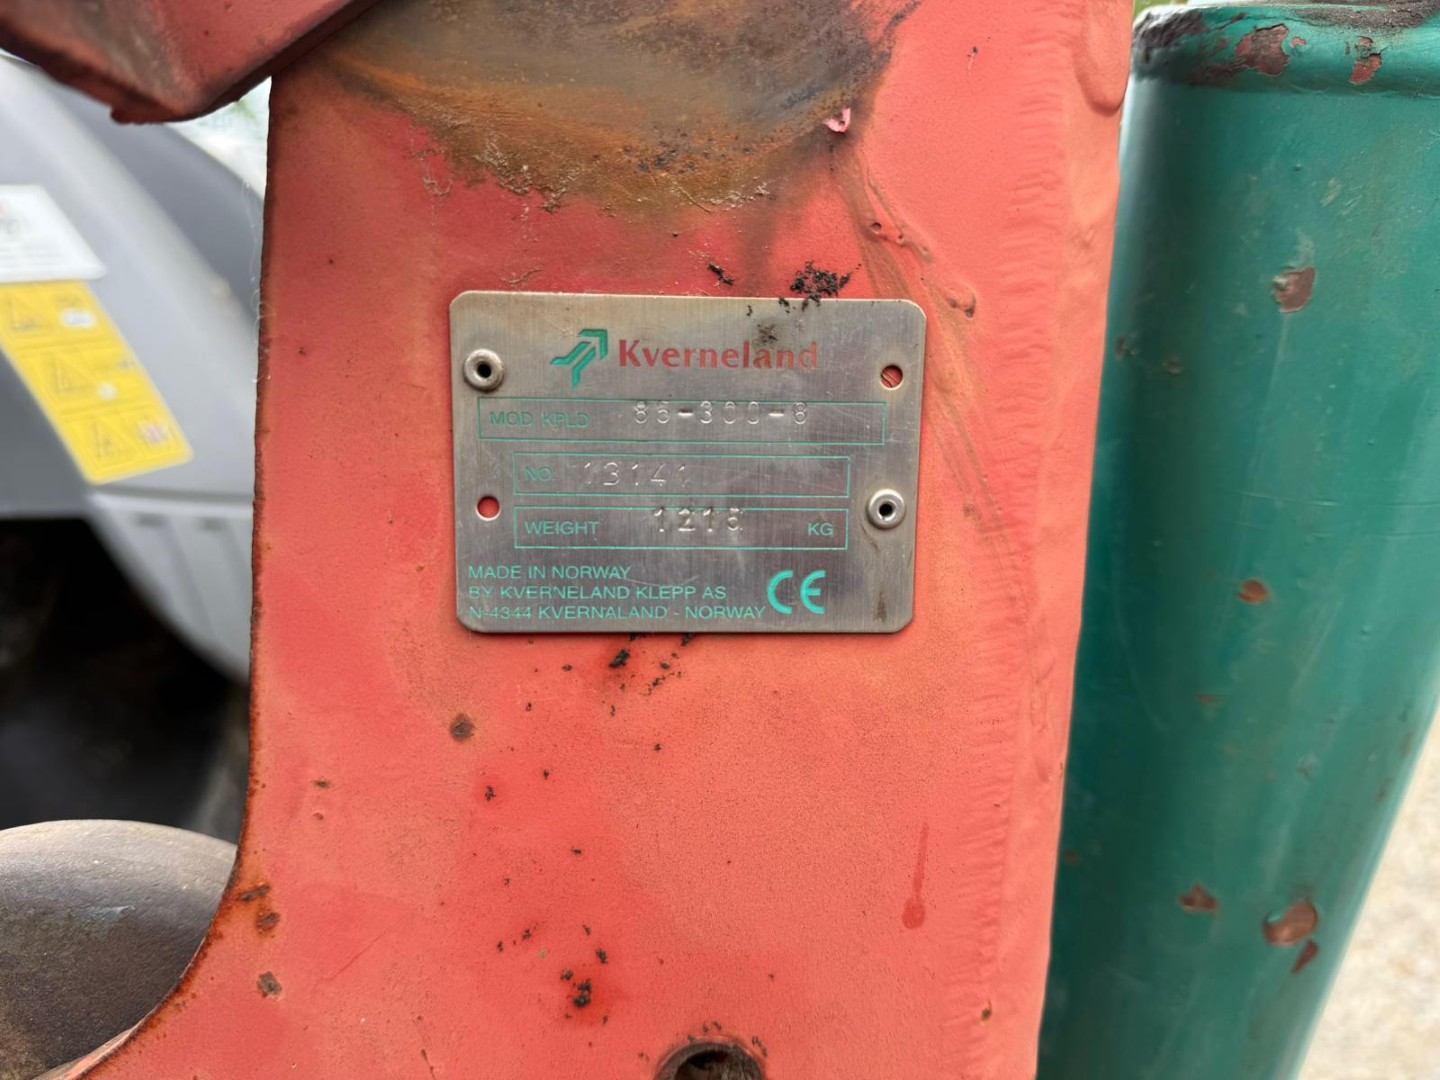 Kverneland
MOD KPLD 85-300-8
NO. 13141
WEIGHT 1215 KG
MADE IN NORWAY
BY KVERNELAND KLEPP AS
N-4344 KVERNALAND - NORWAY
CE